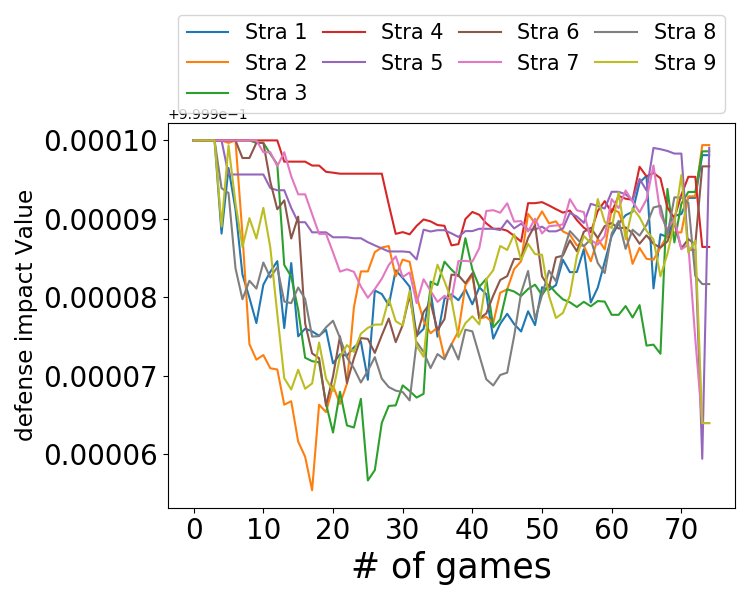 Stra 1 Stra 4 Stra 6 Stra 8
Stra 2 Stra 5 Stra 7 Stra 9
Stra 3
+9.999e−1
0.00010
0.00009
0.00008
0.00007
0.00006
defense impact Value
0 10 20 30 40 50 60 70
# of games